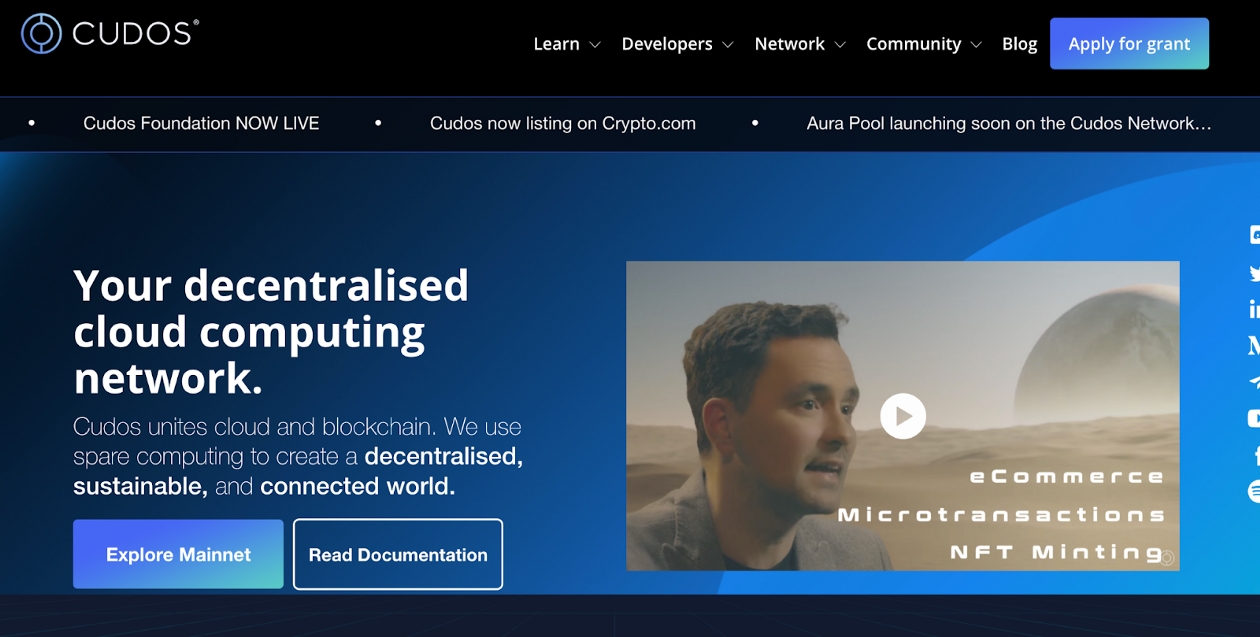 CUDOS®
Learn
Developers
Network
Community
Blog
Apply for grant
• Cudos Foundation NOW LIVE • Cudos now listing on Crypto.com • Aura Pool launching soon on the Cudos Network…
Your decentralised
cloud computing
network.
Cudos unites cloud and blockchain. We use
spare computing to create a decentralised,
sustainable, and connected world.
Explore Mainnet
Read Documentation
eCommerce
Microtransactions
NFT Minting